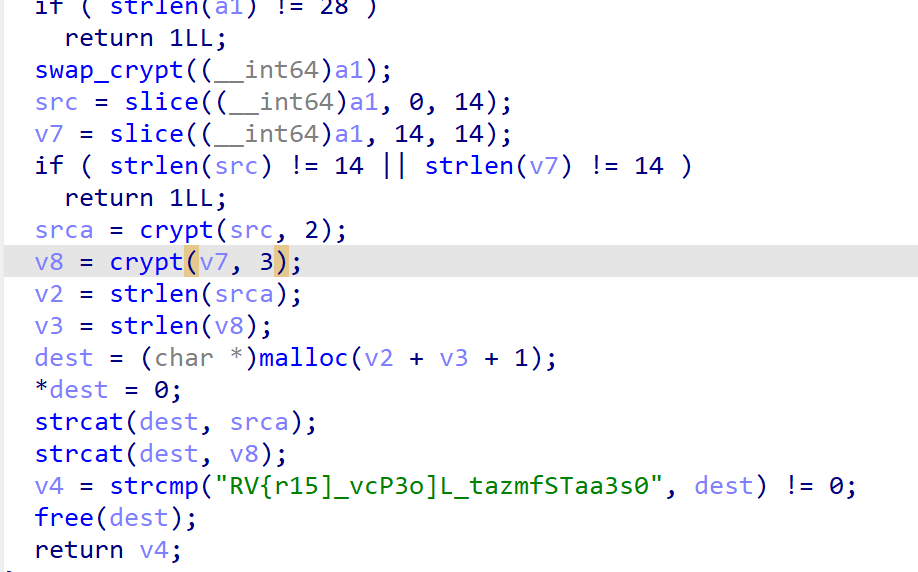 if ( strlen(a1) != 28 )
return 1LL;
swap_crypt((__int64)a1);
src = slice((__int64)a1, 0, 14);
v7 = slice((__int64)a1, 14, 14);
if ( strlen(src) != 14 || strlen(v7) != 14 )
return 1LL;
srca = crypt(src, 2);
v8 = crypt(v7, 3);
v2 = strlen(srca);
v3 = strlen(v8);
dest = (char *)malloc(v2 + v3 + 1);
*dest = 0;
strcat(dest, srca);
strcat(dest, v8);
v4 = strcmp("RV{r15]_vcP3o]L_tazmfSTaa3s0", dest) != 0;
free(dest);
return v4;